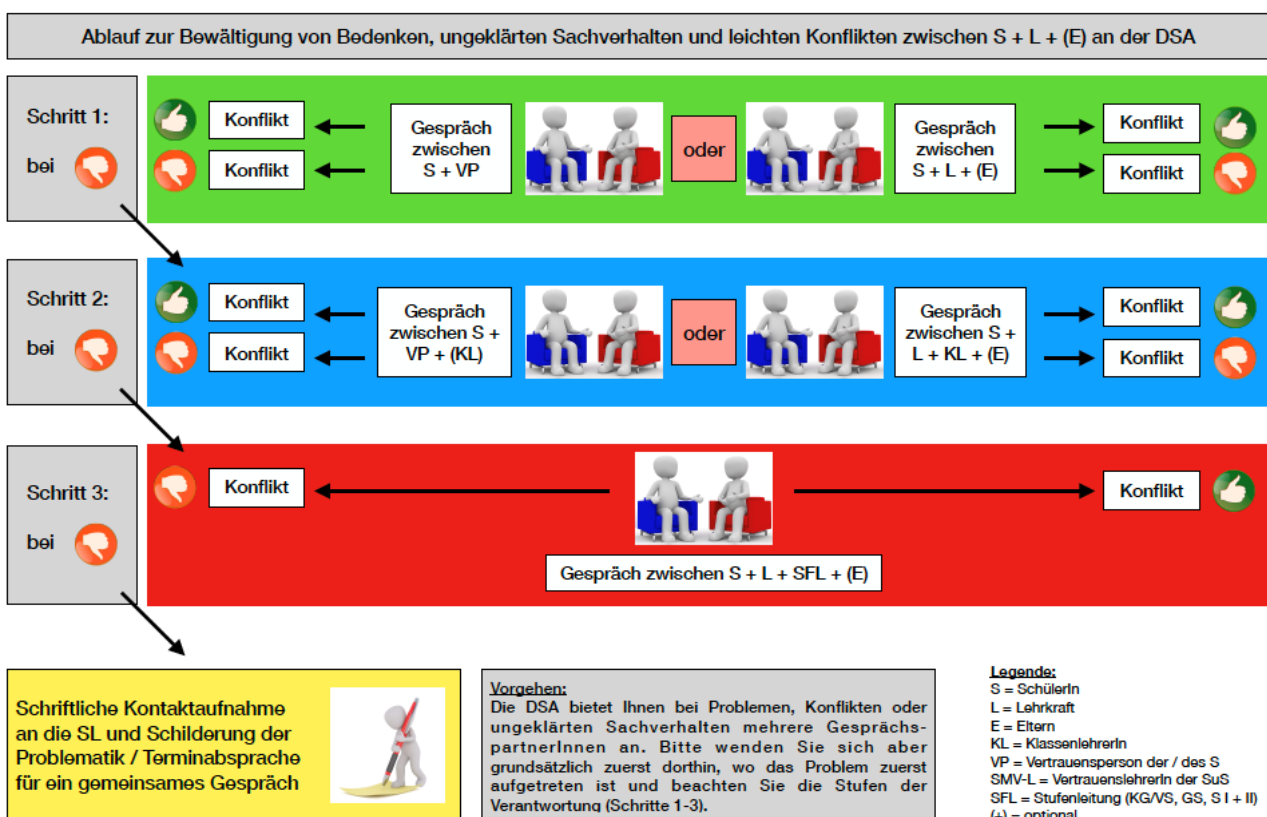 Ablauf zur Bewältigung von Bedenken, ungeklärten Sachverhalten und leichten Konflikten zwischen S + L + (E) an der DSA
Schritt 1:
bei
Konflikt
Konflikt
Gespräch
zwischen
S + VP
oder
Gespräch
zwischen
S + L + (E)
Konflikt
Konflikt
Schritt 2:
bei
Konflikt
Konflikt
Gespräch
zwischen S +
VP + (KL)
oder
Gespräch
zwischen S +
L + KL + (E)
Konflikt
Konflikt
Schritt 3:
bei
Konflikt
Konflikt
Gespräch zwischen S + L + SFL + (E)
Schriftliche Kontaktaufnahme
an die SL und Schilderung der
Problematik / Terminabsprache
für ein gemeinsames Gespräch
Vorgehen:
Die DSA bietet Ihnen bei Problemen, Konflikten oder
ungeklärten Sachverhalten mehrere Gesprächs-
partnerInnen an. Bitte wenden Sie sich aber
grundsätzlich zuerst dorthin, wo das Problem zuerst
aufgetreten ist und beachten Sie die Stufen der
Verantwortung (Schritte 1-3).
Legende:
S = SchülerIn
L = Lehrkraft
E = Eltern
KL = KlassenlehrerIn
VP = Vertrauensperson der / des S
SMV-L = VertrauenslehrerIn der SuS
SFL = Stufenleitung (KG/VS, GS, S I + II)
(+) = optional